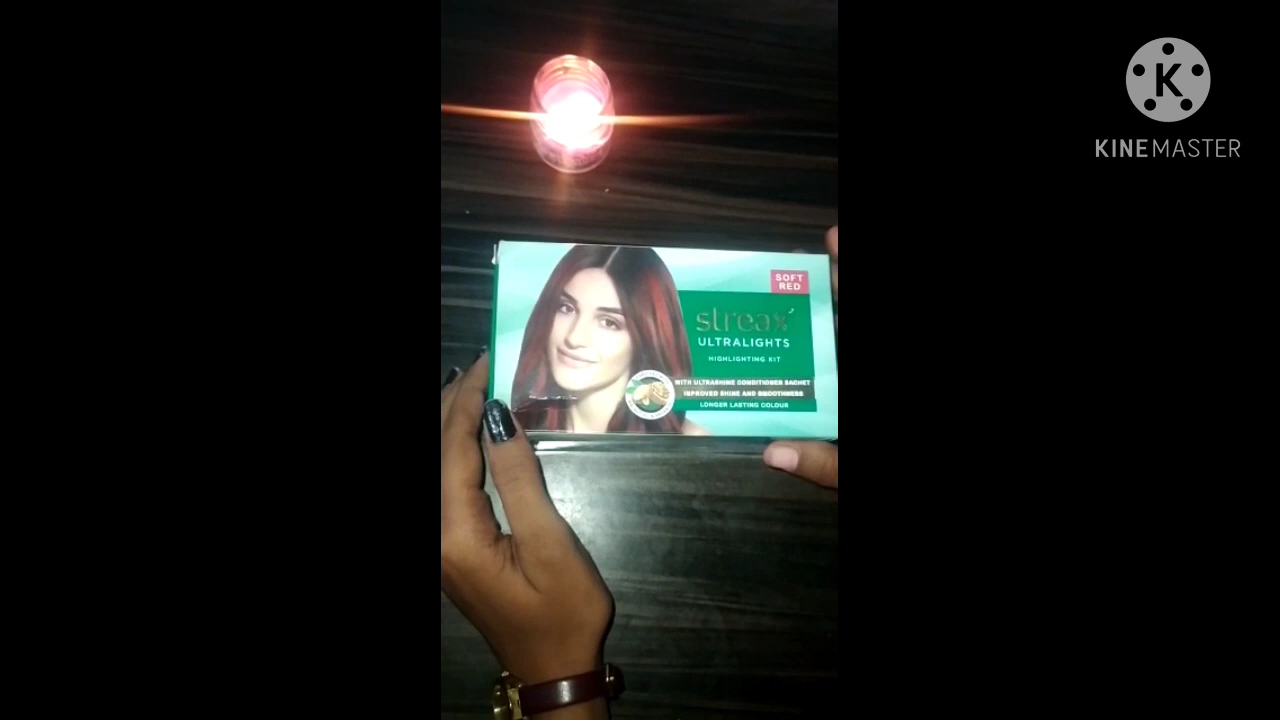 K
KINEMASTER
SOFT
RED
streax
ULTRALIGHTS
HIGHLIGHTING KIT
WITH ULTRASHINE CONDITIONER SACHET
IMPROVED SHINE AND SMOOTHNESS
LONGER LASTING COLOUR